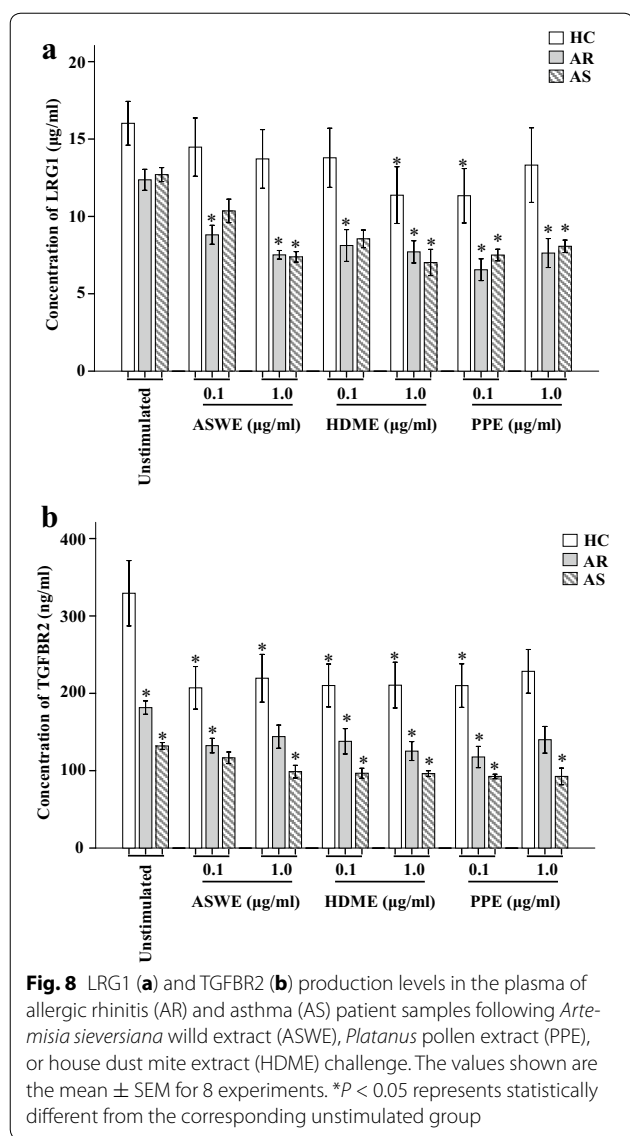 a
HC
AR
AS
Concentration of LRG1 (µg/ml)
20
15
10
5
0
* * * * * * * * * * * *
Unstimulated
0.1 1.0 0.1 1.0 0.1 1.0
ASWE (µg/ml) HDME (µg/ml) PPE (µg/ml)
b
HC
AR
AS
Concentration of TGFBR2 (ng/ml)
400
300
200
100
0
* * * * * * * * * * * * * * * * *
Unstimulated
0.1 1.0 0.1 1.0 0.1 1.0
ASWE (µg/ml) HDME (µg/ml) PPE (µg/ml)
Fig. 8 LRG1 (a) and TGFBR2 (b) production levels in the plasma of
allergic rhinitis (AR) and asthma (AS) patient samples following Arte-
misia sieversiana willd extract (ASWE), Platanus pollen extract (PPE),
or house dust mite extract (HDME) challenge. The values shown are
the mean ± SEM for 8 experiments. *P < 0.05 represents statistically
different from the corresponding unstimulated group